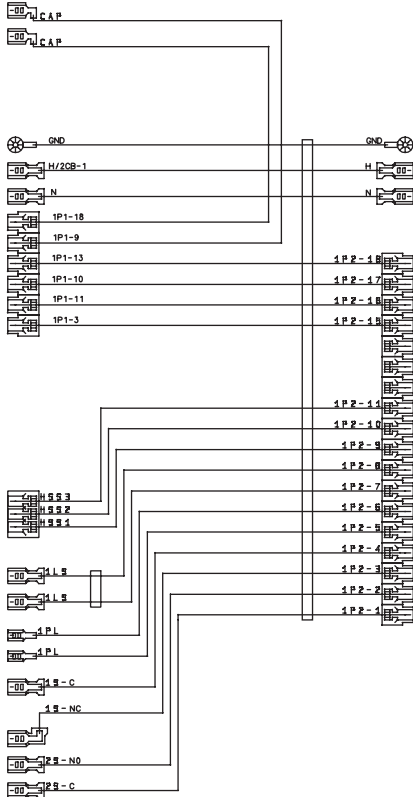 CAP
CAP
GND GND
H/2CB-1 H
N N
1P1-18
1P1-9
1P1-13 1P2-18
1P1-10 1P2-17
1P1-11 1P2-16
1P1-3 1P2-15
1P2-11
1P2-10
1P2-9
1P2-8
1P2-7
HSS3
1P2-6
HSS2
HSS1 1P2-5
1P2-4
1LS 1P2-3
1P2-2
1LS
1P2-1
1PL
1PL
1S-C
1S-NC
2S-NO
2S-C